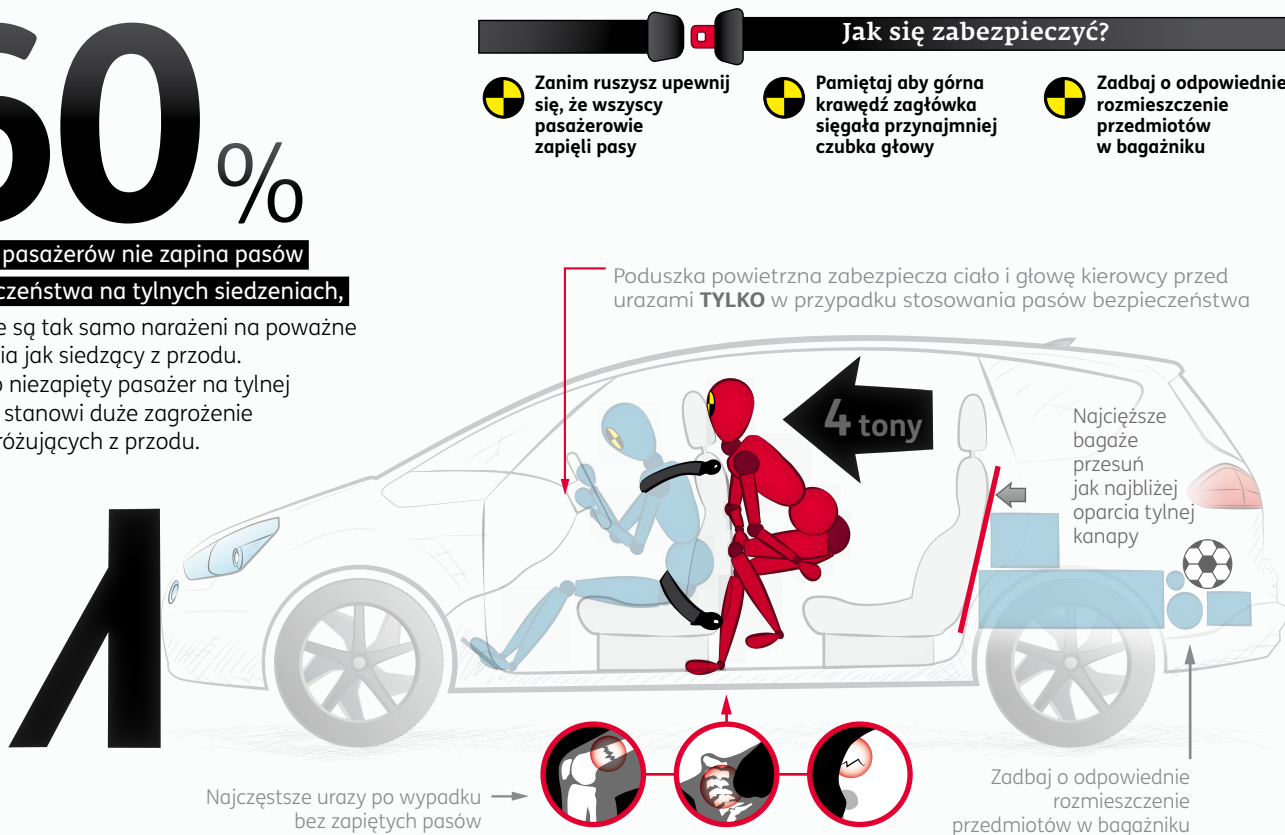 60%
pasażerów nie zapina pasów
na tylnych siedzeniach,
są tak samo narażeni na poważne
jak siedzący z przodu.
niezapięty pasażer na tylnej
stanowi duże zagrożenie
z przodu.
Jak się zabezpieczyć?
Zanim ruszysz upewnij
się, że wszyscy
pasażerowie
zapięli pasy
Pamiętaj aby górna
krawędź zagłówka
sięgała przynajmniej
czubka głowy
Zadbaj o odpowiednie
rozmieszczenie
przedmiotów
w bagażniku
Poduszka powietrzna zabezpiecza ciało i głowę kierowcy przed
urazami TYLKO w przypadku stosowania pasów bezpieczeństwa
4 tony
Najcięższe
bagaże
przesuń
jak najbliżej
oparcia tylnej
kanapy
Najczęstsze urazy po wypadku
bez zapiętych pasów
Zadbaj o odpowiednie
rozmieszczenie
przedmiotów w bagażniku